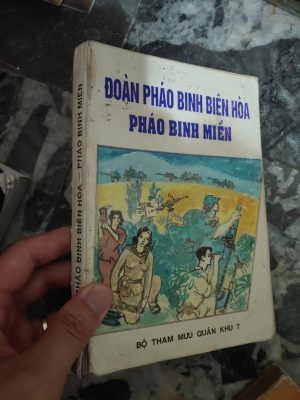 ĐOÀN PHÁO BINH BIÊN HÒA
PHÁO BINH MIỀN
BỘ THAM MƯU QUÂN KHU 7
PHÁO BINH BIÊN HÒA - PHÁO BINH MIỀN